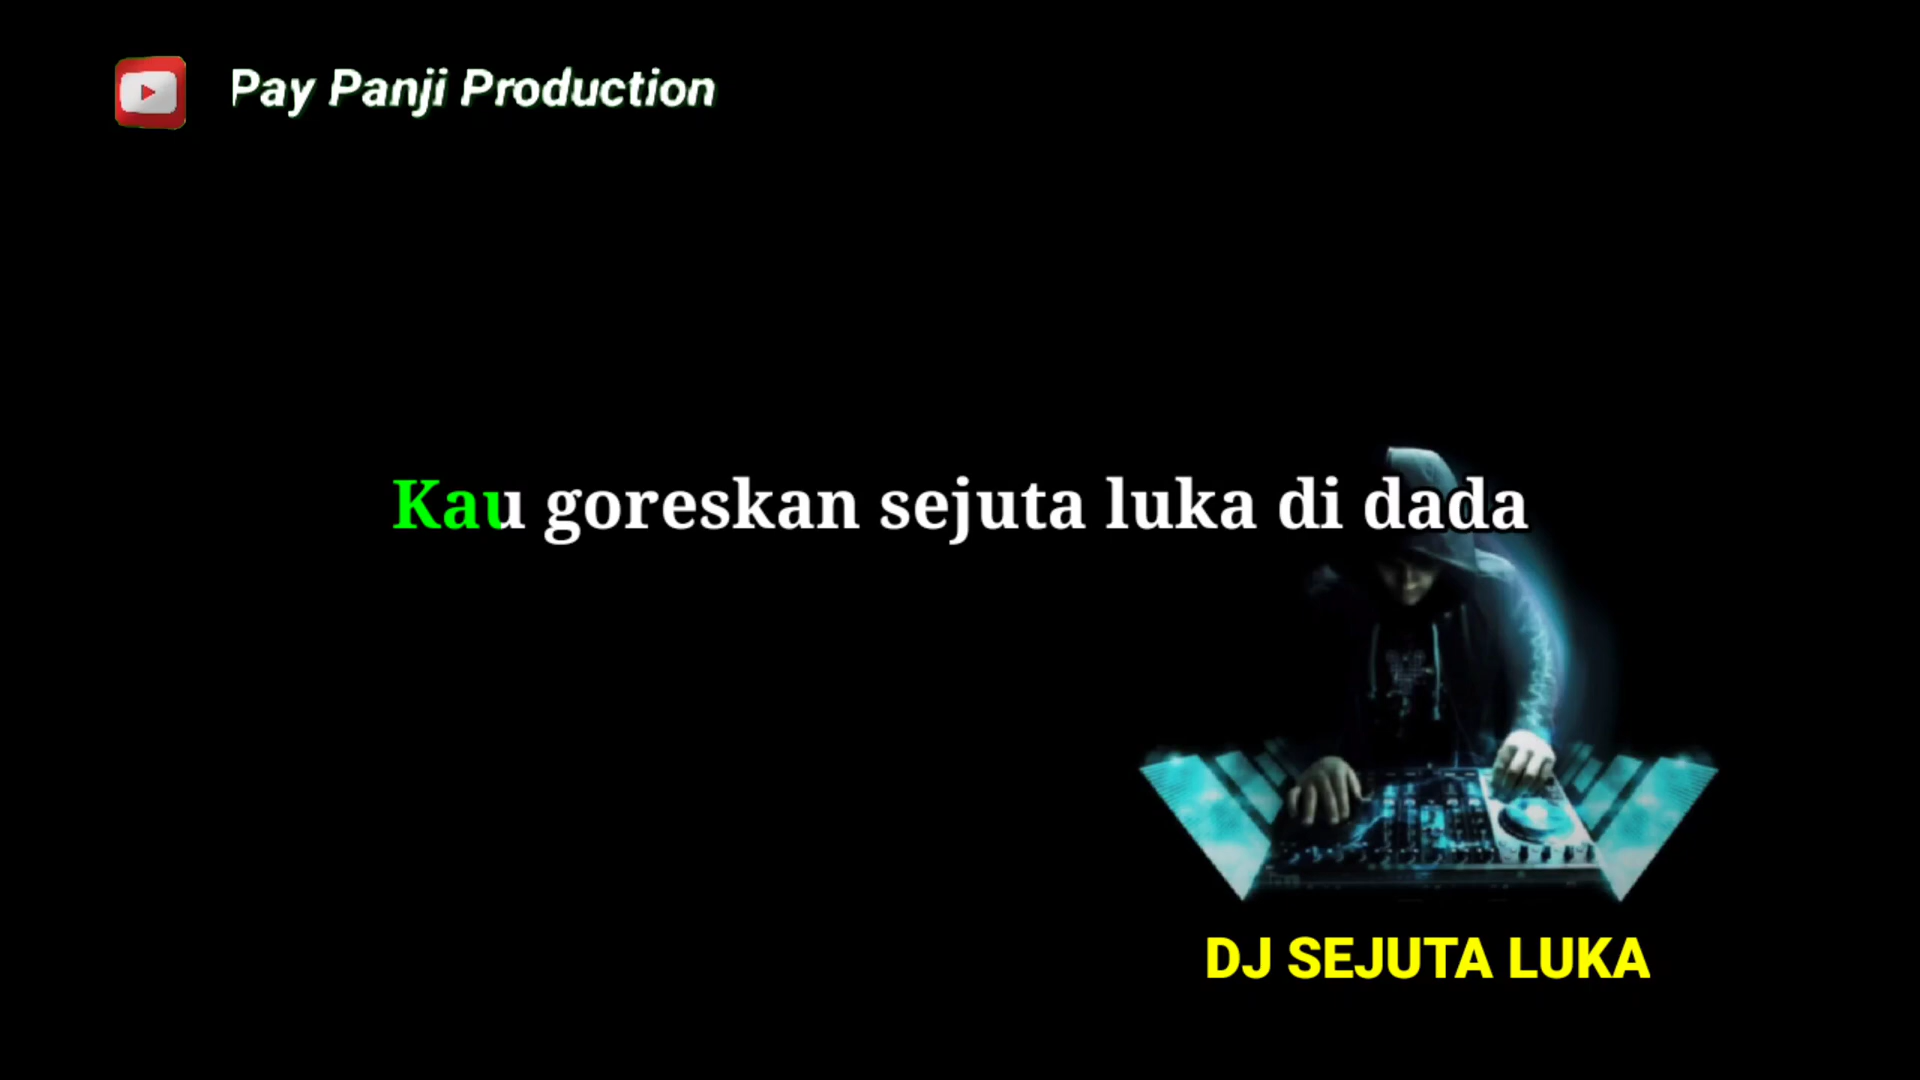 Pay Panji Production
Kau goreskan sejuta luka di dada
DJ SEJUTA LUKA